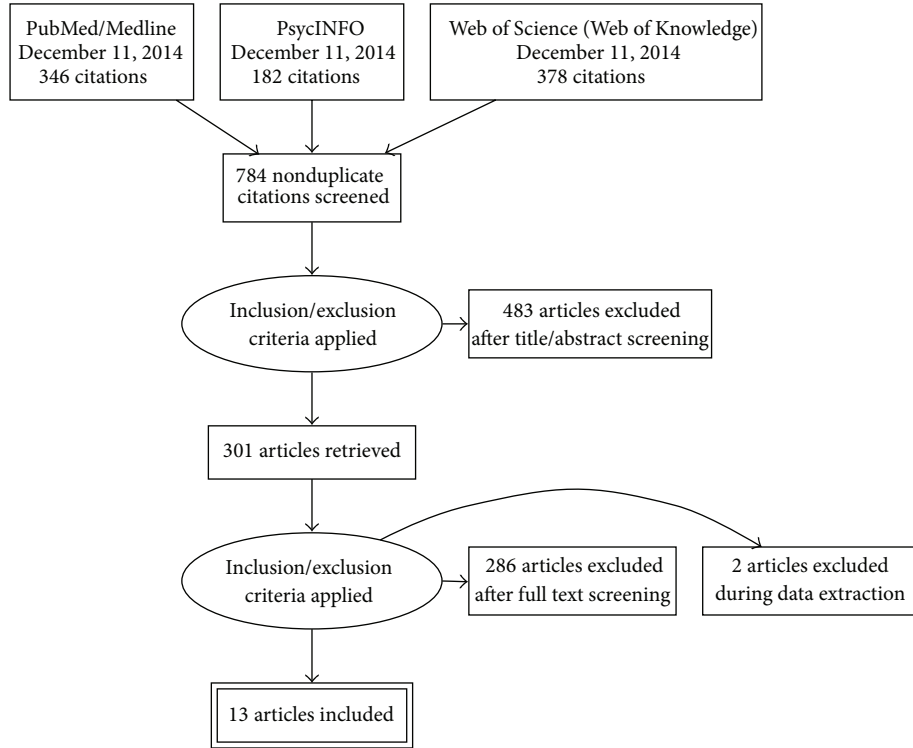 PubMed/Medline
December 11, 2014
346 citations
PsycINFO
December 11, 2014
182 citations
Web of Science (Web of Knowledge)
December 11, 2014
378 citations
784 nonduplicate
citations screened
Inclusion/exclusion
criteria applied
483 articles excluded
after title/abstract screening
301 articles retrieved
Inclusion/exclusion
criteria applied
286 articles excluded
after full text screening
2 articles excluded
during data extraction
13 articles included